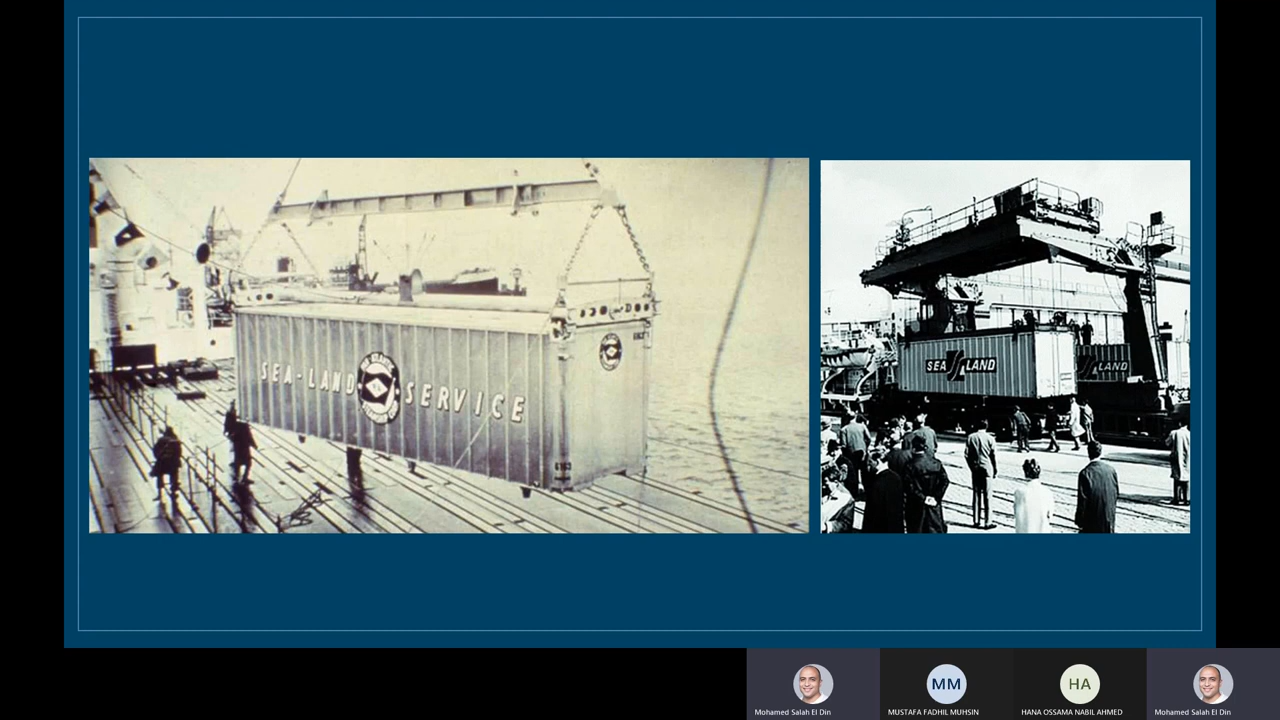 SEA-LAND SERVICE
SEA LAND
LAND
MM
HA
Mohamed Salah El Din
MUSTAFA FADHIL MUHSIN
HANA OSSAMA NABIL AHMED
Mohamed Salah El Din